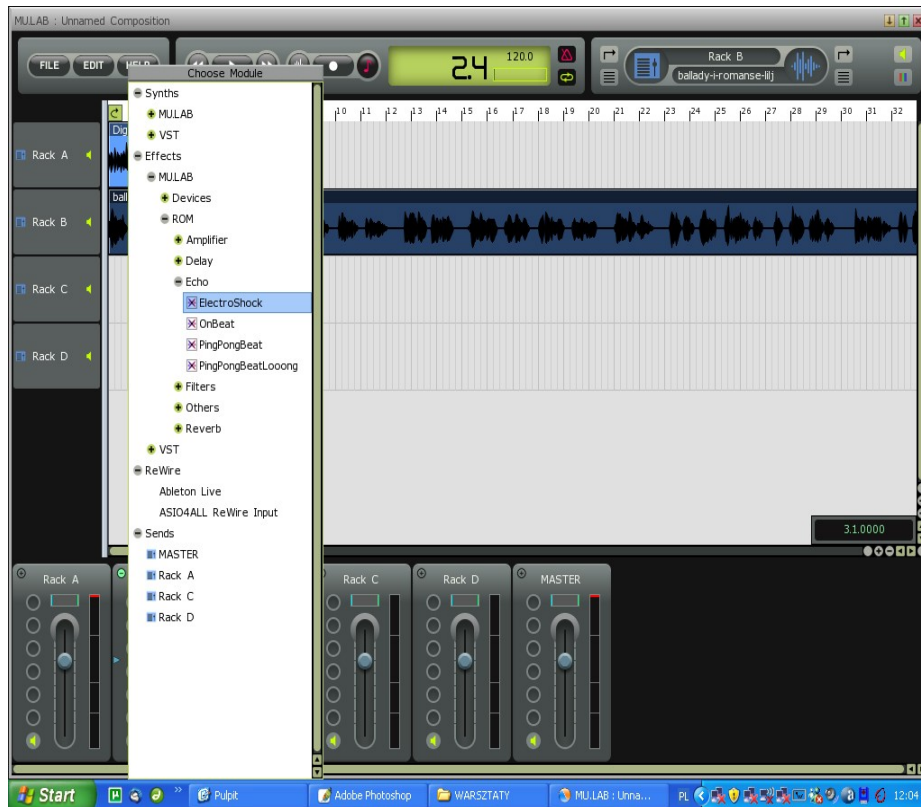 MU.LAB : Unnamed Composition
FILE EDIT HELP
2.4 120.0
Rack B
ballady-i-romanse-lilj
Choose Module
Synths
MU.LAB
VST
Effects
MU.LAB
Devices
ROM
Amplifier
Delay
Echo
ElectroShock
OnBeat
PingPongBeat
PingPongBeatLooong
Filters
Others
Reverb
VST
ReWire
Ableton Live
ASIO4ALL ReWire Input
Sends
MASTER
Rack A
Rack C
Rack D
10 11 12 13 14 15 16 17 18 19 20 21 22 23 24 25 26 27 28 29 30 31 32
Rack A
Dig
Rack B
ball
Rack C
Rack D
3.1.0000
Rack A
Rack C
Rack D
MASTER
Start
Pulpit
Adobe Photoshop
WARSZTATY
MU.LAB : Unna...
PL